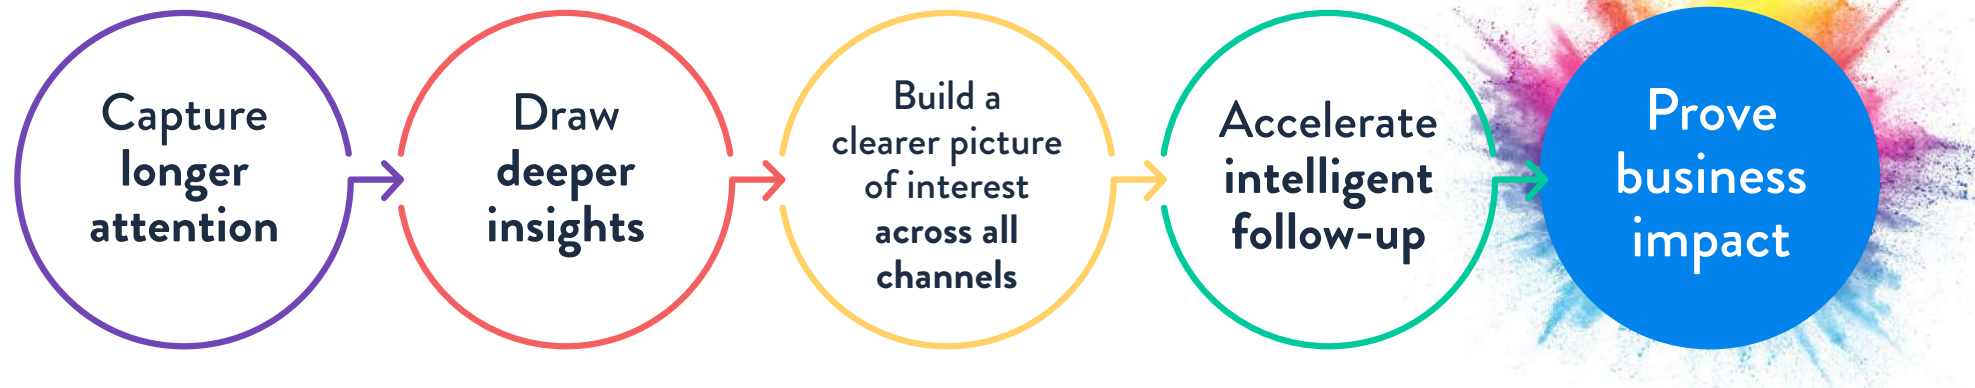 Capture
longer
attention
Draw
deeper
insights
Build a
clearer picture
of interest
across all
channels
Accelerate
intelligent
follow-up
Prove
business
impact